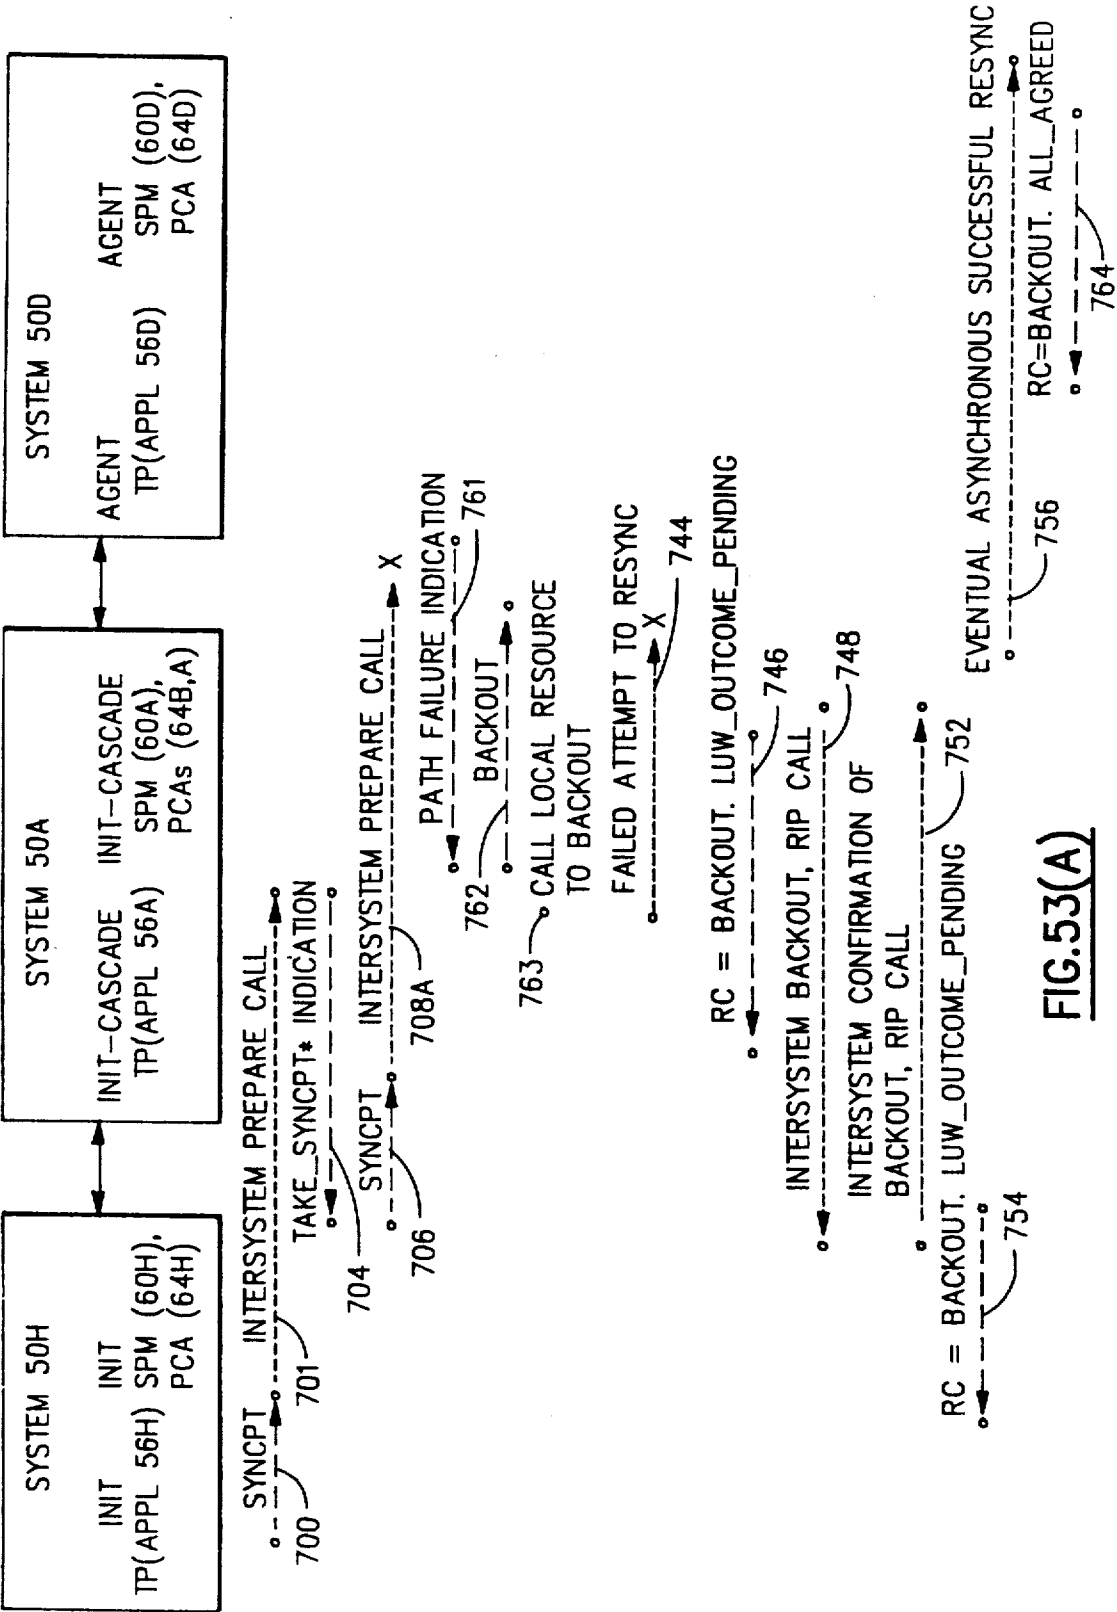 SYSTEM 50H
INIT INIT
TP(APPL 56H) SPM (60H),
PCA (64H)
SYSTEM 50A
INIT-CASCADE INIT-CASCADE
TP(APPL 56A) SPM (60A),
PCAs (64B,A)
SYSTEM 50D
AGENT AGENT
TP(APPL 56D) SPM (60D),
PCA (64D)
SYNCPT
700
INTERSYSTEM PREPARE CALL
701
TAKE_SYNCPT* INDICATION
704
SYNCPT
706
INTERSYSTEM PREPARE CALL
X
708A
PATH FAILURE INDICATION
761
BACKOUT
762
763
CALL LOCAL RESOURCE
TO BACKOUT
FAILED ATTEMPT TO RESYNC
X
744
RC = BACKOUT. LUW_OUTCOME_PENDING
746
INTERSYSTEM BACKOUT, RIP CALL
748
INTERSYSTEM CONFIRMATION OF
BACKOUT, RIP CALL
752
RC = BACKOUT. LUW_OUTCOME_PENDING
754
EVENTUAL ASYNCHRONOUS SUCCESSFUL RESYNC
756
RC=BACKOUT. ALL_AGREED
764
FIG.53(A)